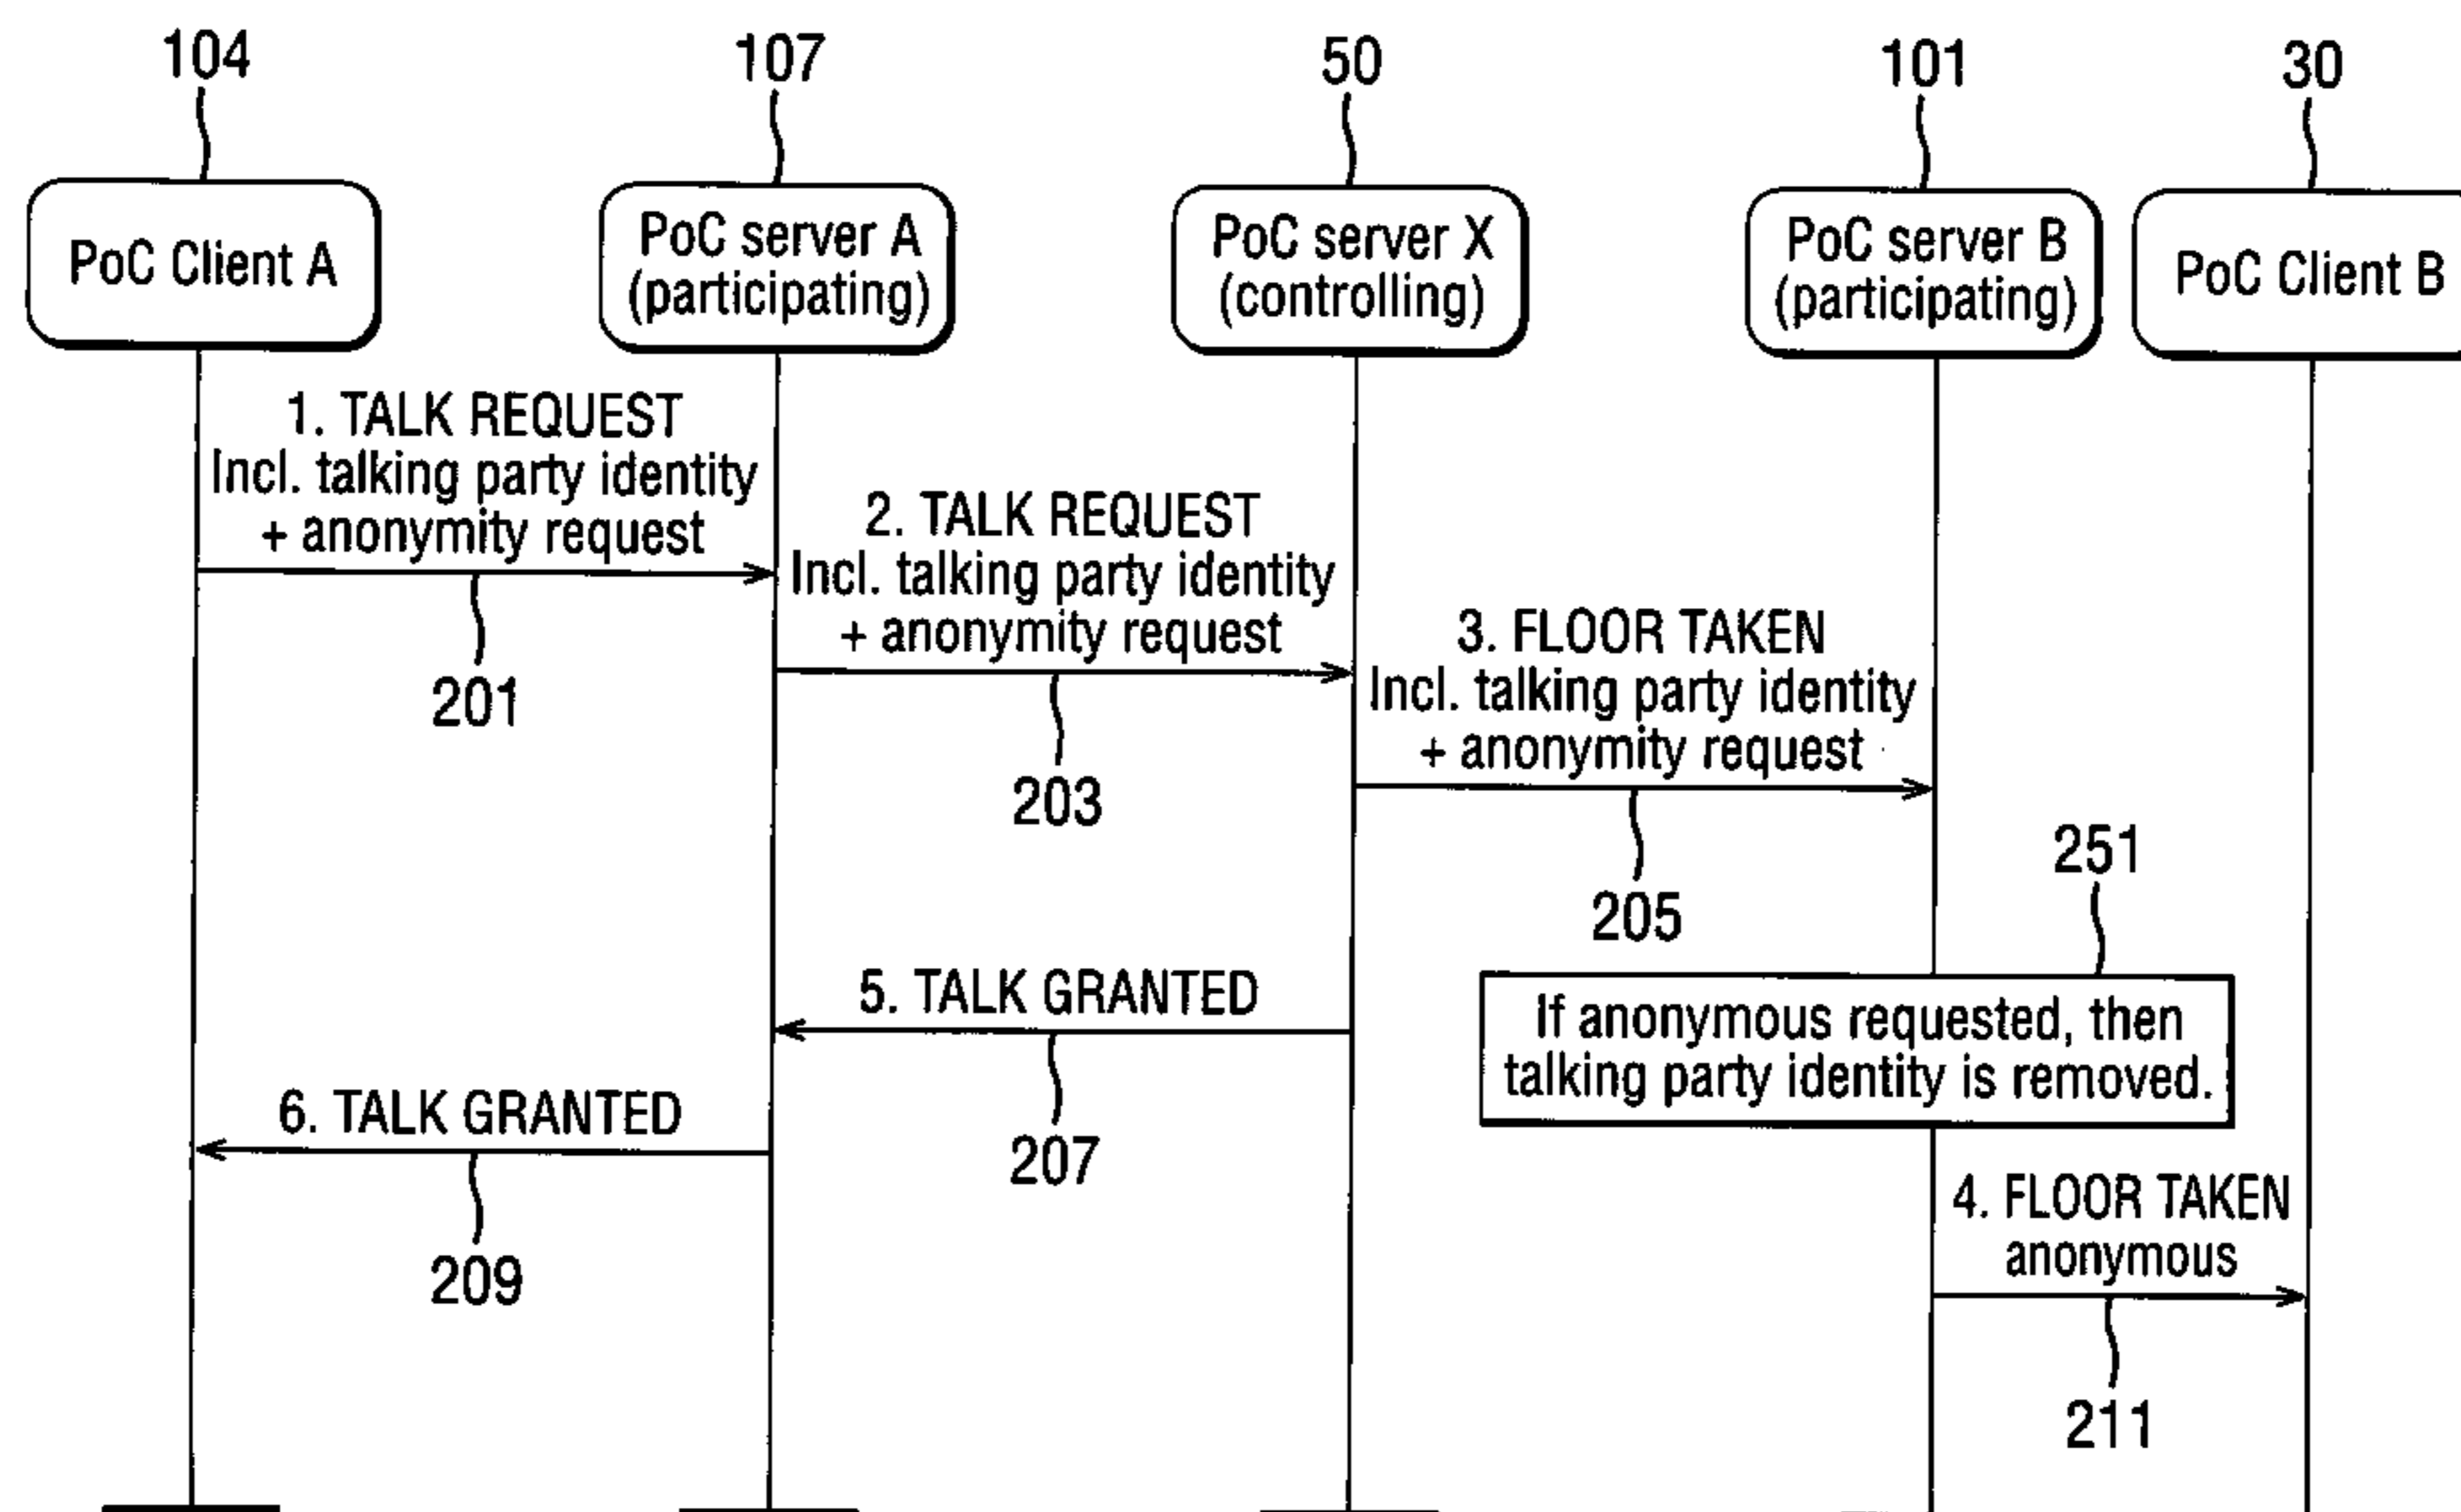 104
107
50
101
30
PoC Client A
PoC server A
(participating)
PoC server X
(controlling)
PoC server B
(participating)
PoC Client B
1. TALK REQUEST
Incl. talking party identity
+ anonymity request
201
2. TALK REQUEST
Incl. talking party identity
+ anonymity request
203
3. FLOOR TAKEN
Incl. talking party identity
+ anonymity request
205
251
If anonymous requested, then
talking party identity is removed.
5. TALK GRANTED
207
6. TALK GRANTED
209
4. FLOOR TAKEN
anonymous
211